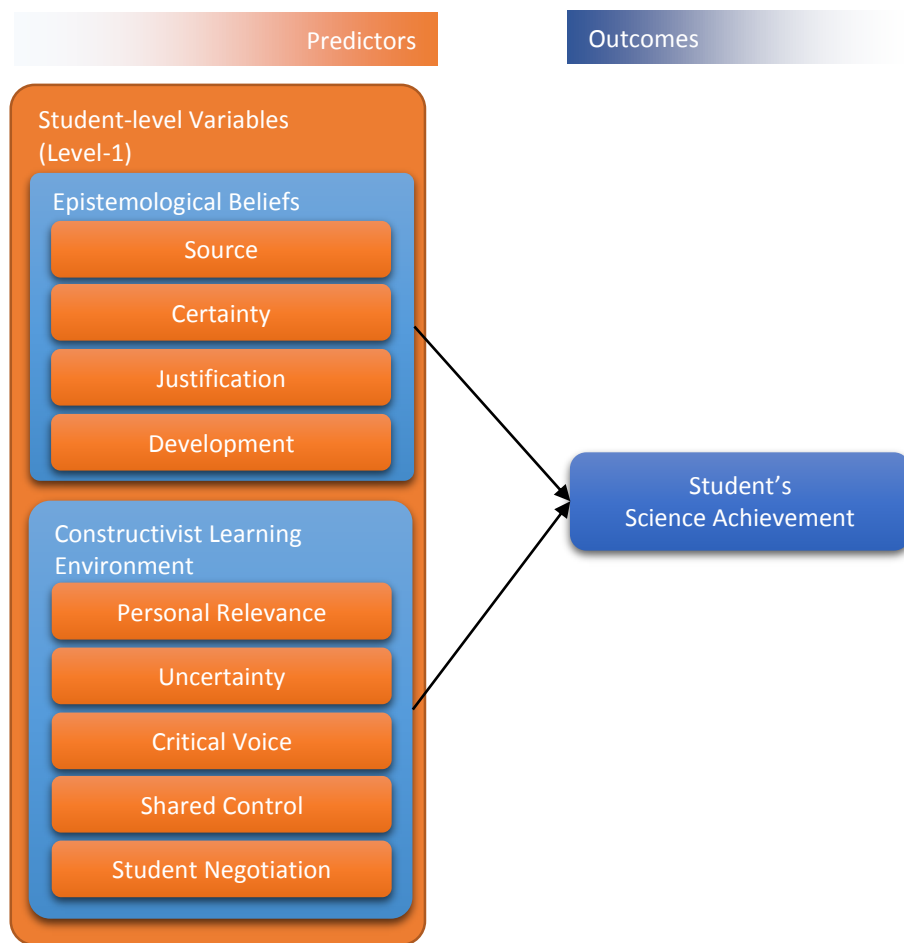 Predictors
Outcomes
Student-level Variables
(Level-1)
Epistemological Beliefs
Source
Certainty
Justification
Development
Constructivist Learning
Environment
Personal Relevance
Uncertainty
Critical Voice
Shared Control
Student Negotiation
Student’s
Science Achievement